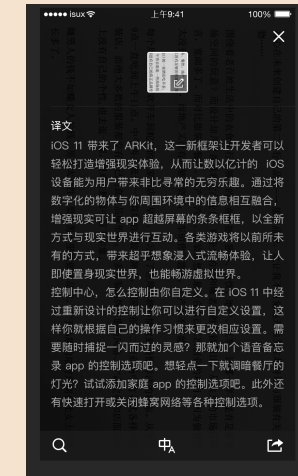 ●●●●● isux 上午9:41 100%
译文
iOS 11 带来了 ARKit，这一新框架让开发者可以
轻松打造增强现实体验，从而让数以亿计的 iOS
设备能为用户带来非比寻常的无穷乐趣。通过将
数字化的物体与你周围环境中的信息相互融合，
增强现实可让 app 超越屏幕的条条框框，以全新
方式与现实世界进行互动。各类游戏将以前所未
有的方式，带来超乎想象浸入式流畅体验，让人
即使置身现实世界，也能畅游虚拟世界。
控制中心，怎么控制由你自定义。在 iOS 11 中经
过重新设计的控制让你可以进行自定义设置，这
样你就根据自己的操作习惯来更改相应设置。需
要随时捕捉一闪而过的灵感？那就加个语音备忘
录 app 的控制选项吧。想轻点一下就调暗餐厅的
灯光？试试添加家庭 app 的控制选项吧。此外还
有快速打开或关闭蜂窝网络等各种控制选项。
中A